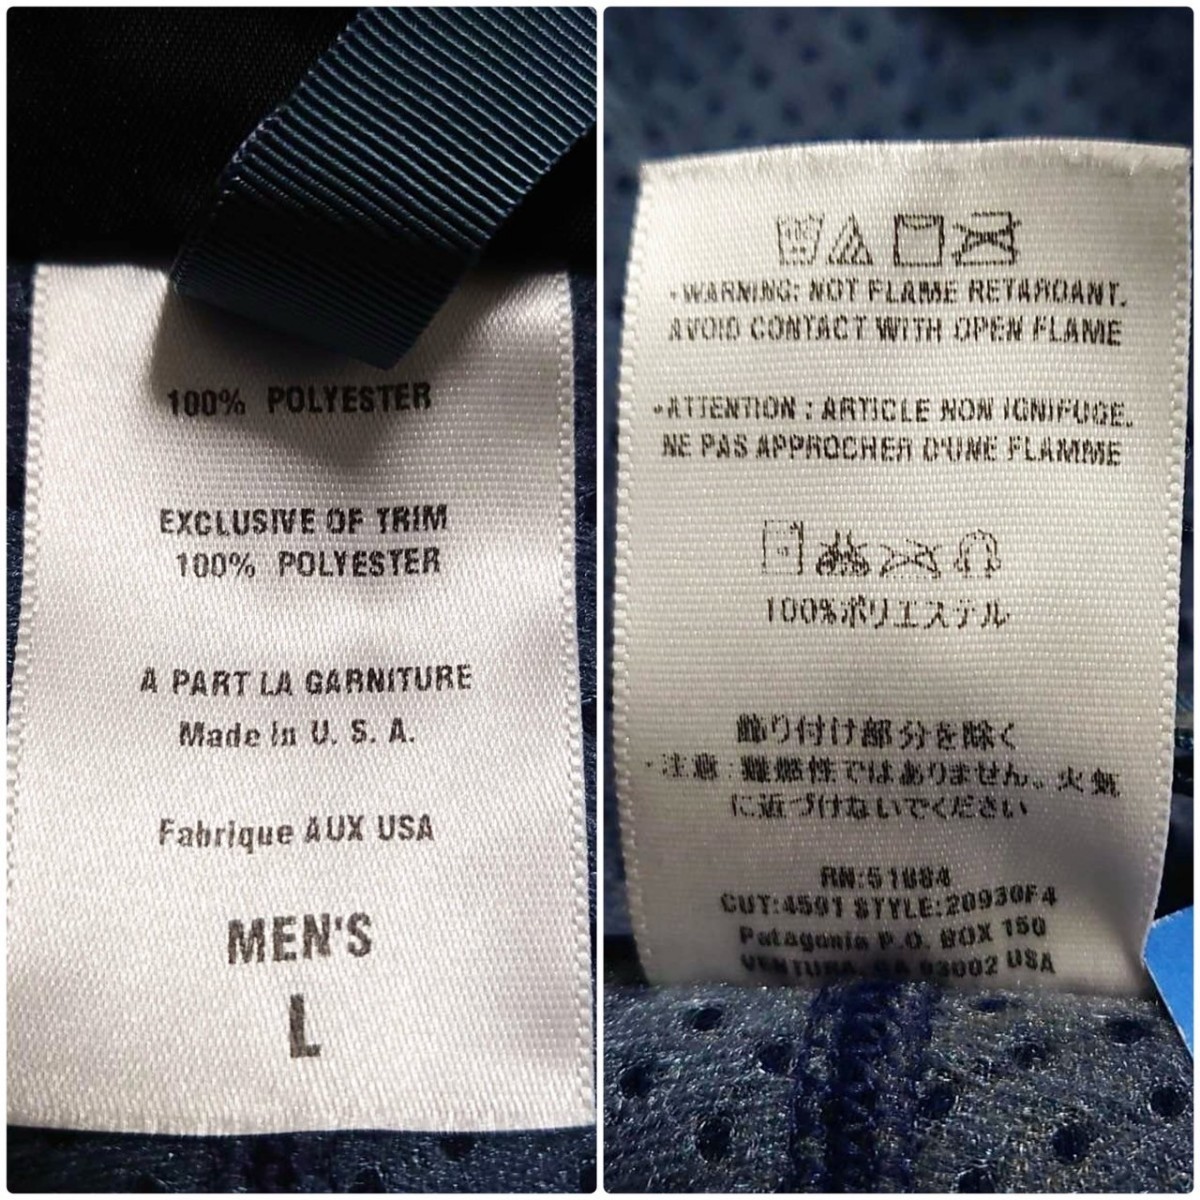 100% POLYESTER
EXCLUSIVE OF TRIM
100% POLYESTER
A PART LA GARNITURE
Made in U. S. A.
Fabrique AUX USA
MEN'S
L
•WARNING: NOT FLAME RETARDANT.
AVOID CONTACT WITH OPEN FLAME
•ATTENTION : ARTICLE NON IGNIFUGE.
NE PAS APPROCHER D'UNE FLAMME
100%ポリエステル
飾り付け部分を除く
・注意：難燃性ではありません。火気
に近づけないでください
RN:51884
CUT:4591 STYLE:20930F4
Patagonia P.O. BOX 150
VENTURA, CA 93002 USA